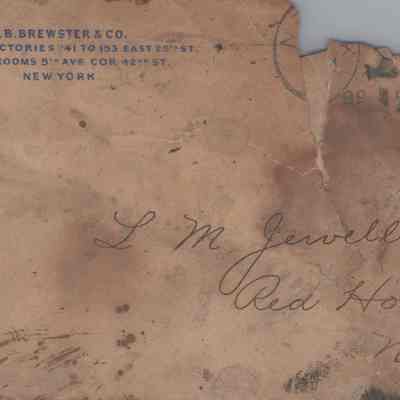 .B.BREWSTER & CO.
CTORIES 141 TO 153 EAST 25TH ST.
ROOMS 5TH AVE. COR. 42ND ST.
NEW YORK
L M Jewell
Red Ho
N